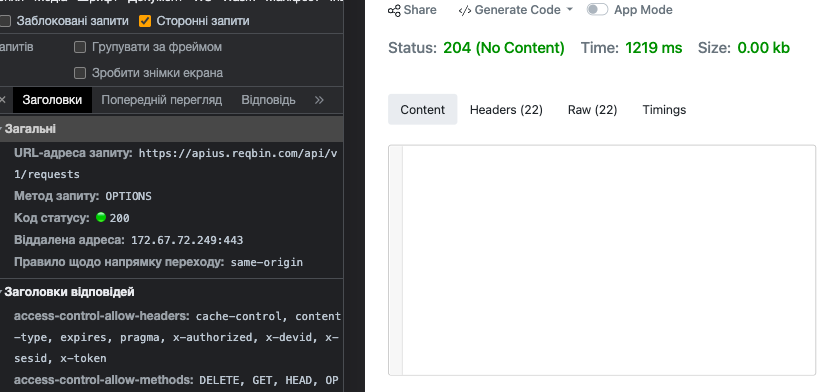 Заблоковані запити
Сторонні запити
запитів
Групувати за фреймом
Зробити знімки екрана
× Заголовки Попередній перегляд Відповідь »
Загальні
URL-адреса запиту: https://apius.reqbin.com/api/v
1/requests
Метод запиту: OPTIONS
Код статусу: 200
Віддалена адреса: 172.67.72.249:443
Правило щодо напрямку переходу: same-origin
Заголовки відповідей
access-control-allow-headers: cache-control, content
-type, expires, pragma, x-authorized, x-devid, x-
sesid, x-token
access-control-allow-methods: DELETE, GET, HEAD, OP
Share </> Generate Code App Mode
Status: 204 (No Content) Time: 1219 ms Size: 0.00 kb
Content Headers (22) Raw (22) Timings